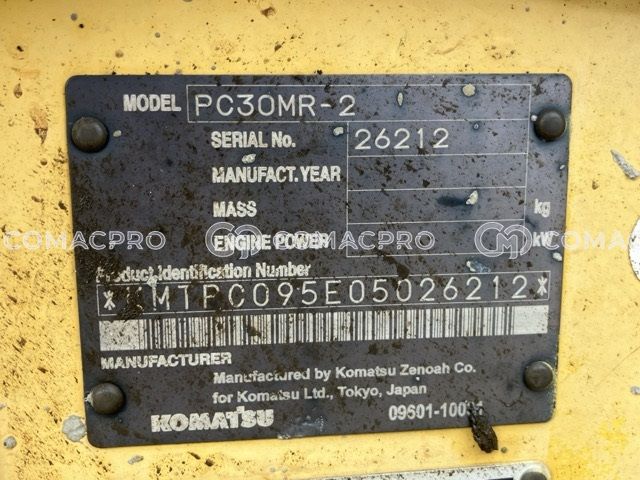 MODEL PC30MR-2
SERIAL No. 26212
MANUFACT.YEAR
MASS kg
COMACPRO COMACPRO COMACPRO
ENGINE POWER kW
Product Identification Number
*KMTPC095E05026212*
MANUFACTURER
Manufactured by Komatsu Zenoah Co.
for Komatsu Ltd., Tokyo, Japan
KOMATSU